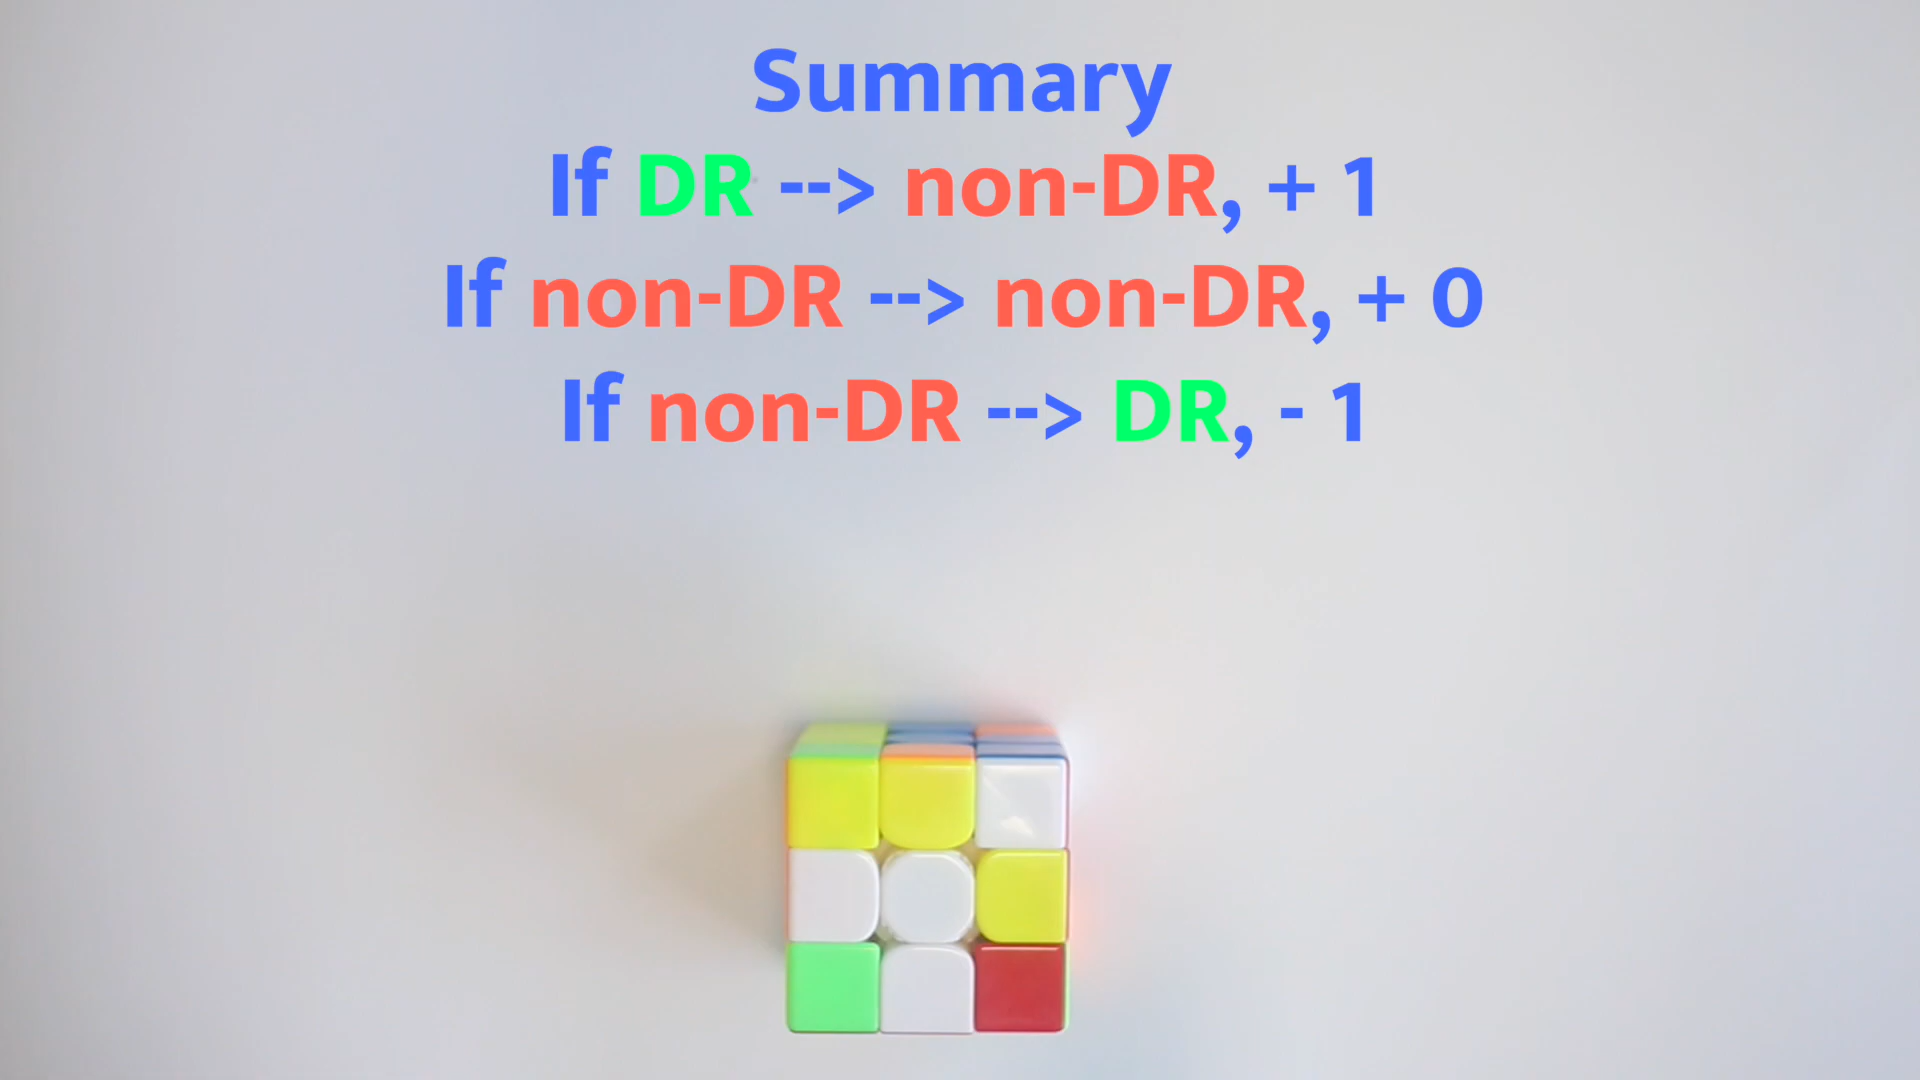 Summary
If DR --> non-DR, + 1
If non-DR --> non-DR, + 0
If non-DR --> DR, - 1